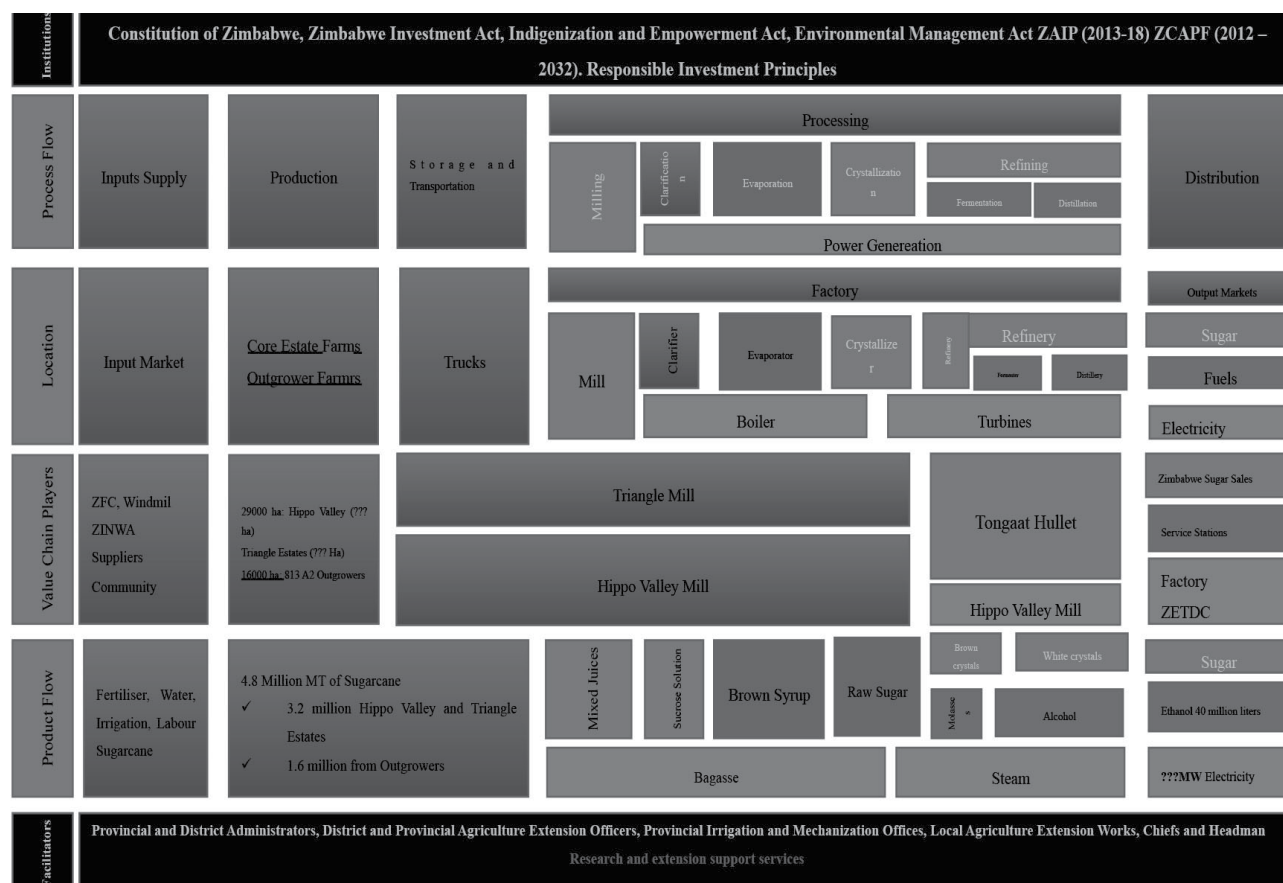 Institutions
Constitution of Zimbabwe, Zimbabwe Investment Act, Indigenization and Empowerment Act, Environmental Management Act ZAIP (2013-18) ZCAPF (2012 –
2032). Responsible Investment Principles
Process Flow
Inputs Supply
Production
Storage and
Transportation
Processing
Milling
Clarificatio
n
Evaporation
Crystallizatio
n
Refining
Fermentation
Distillation
Power Genereation
Distribution
Location
Input Market
Core Estate Farms
Outgrower Farmrs
Trucks
Factory
Mill
Clarifier
Evaporator
Crystallize
r
Refinery
Refinery
Distillery
Boiler
Turbines
Output Markets
Sugar
Fuels
Electricity
Value Chain Players
ZFC, Windmil
ZINWA
Suppliers
Community
29000 ha: Hippo Valley (???
ha)
Triangle Estates (??? Ha)
16000 ha: 813 A2 Outgrowers
Triangle Mill
Hippo Valley Mill
Tongaat Hullet
Hippo Valley Mill
Zimbabwe Sugar Sales
Service Stations
Factory
ZETDC
Product Flow
Fertiliser, Water,
Irrigation, Labour
Sugarcane
4.8 Million MT of Sugarcane
✓ 3.2 million Hippo Valley and Triangle
Estates
✓ 1.6 million from Outgrowers
Mixed Juices
Sucrose Solution
Brown Syrup
Raw Sugar
Brown
crystals
White crystals
Molasse
s
Alcohol
Bagasse
Steam
Sugar
Ethanol 40 million liters
???MW Electricity
Facilitators
Provincial and District Administrators, District and Provincial Agriculture Extension Officers, Provincial Irrigation and Mechanization Offices, Local Agriculture Extension Works, Chiefs and Headman
Research and extension support services